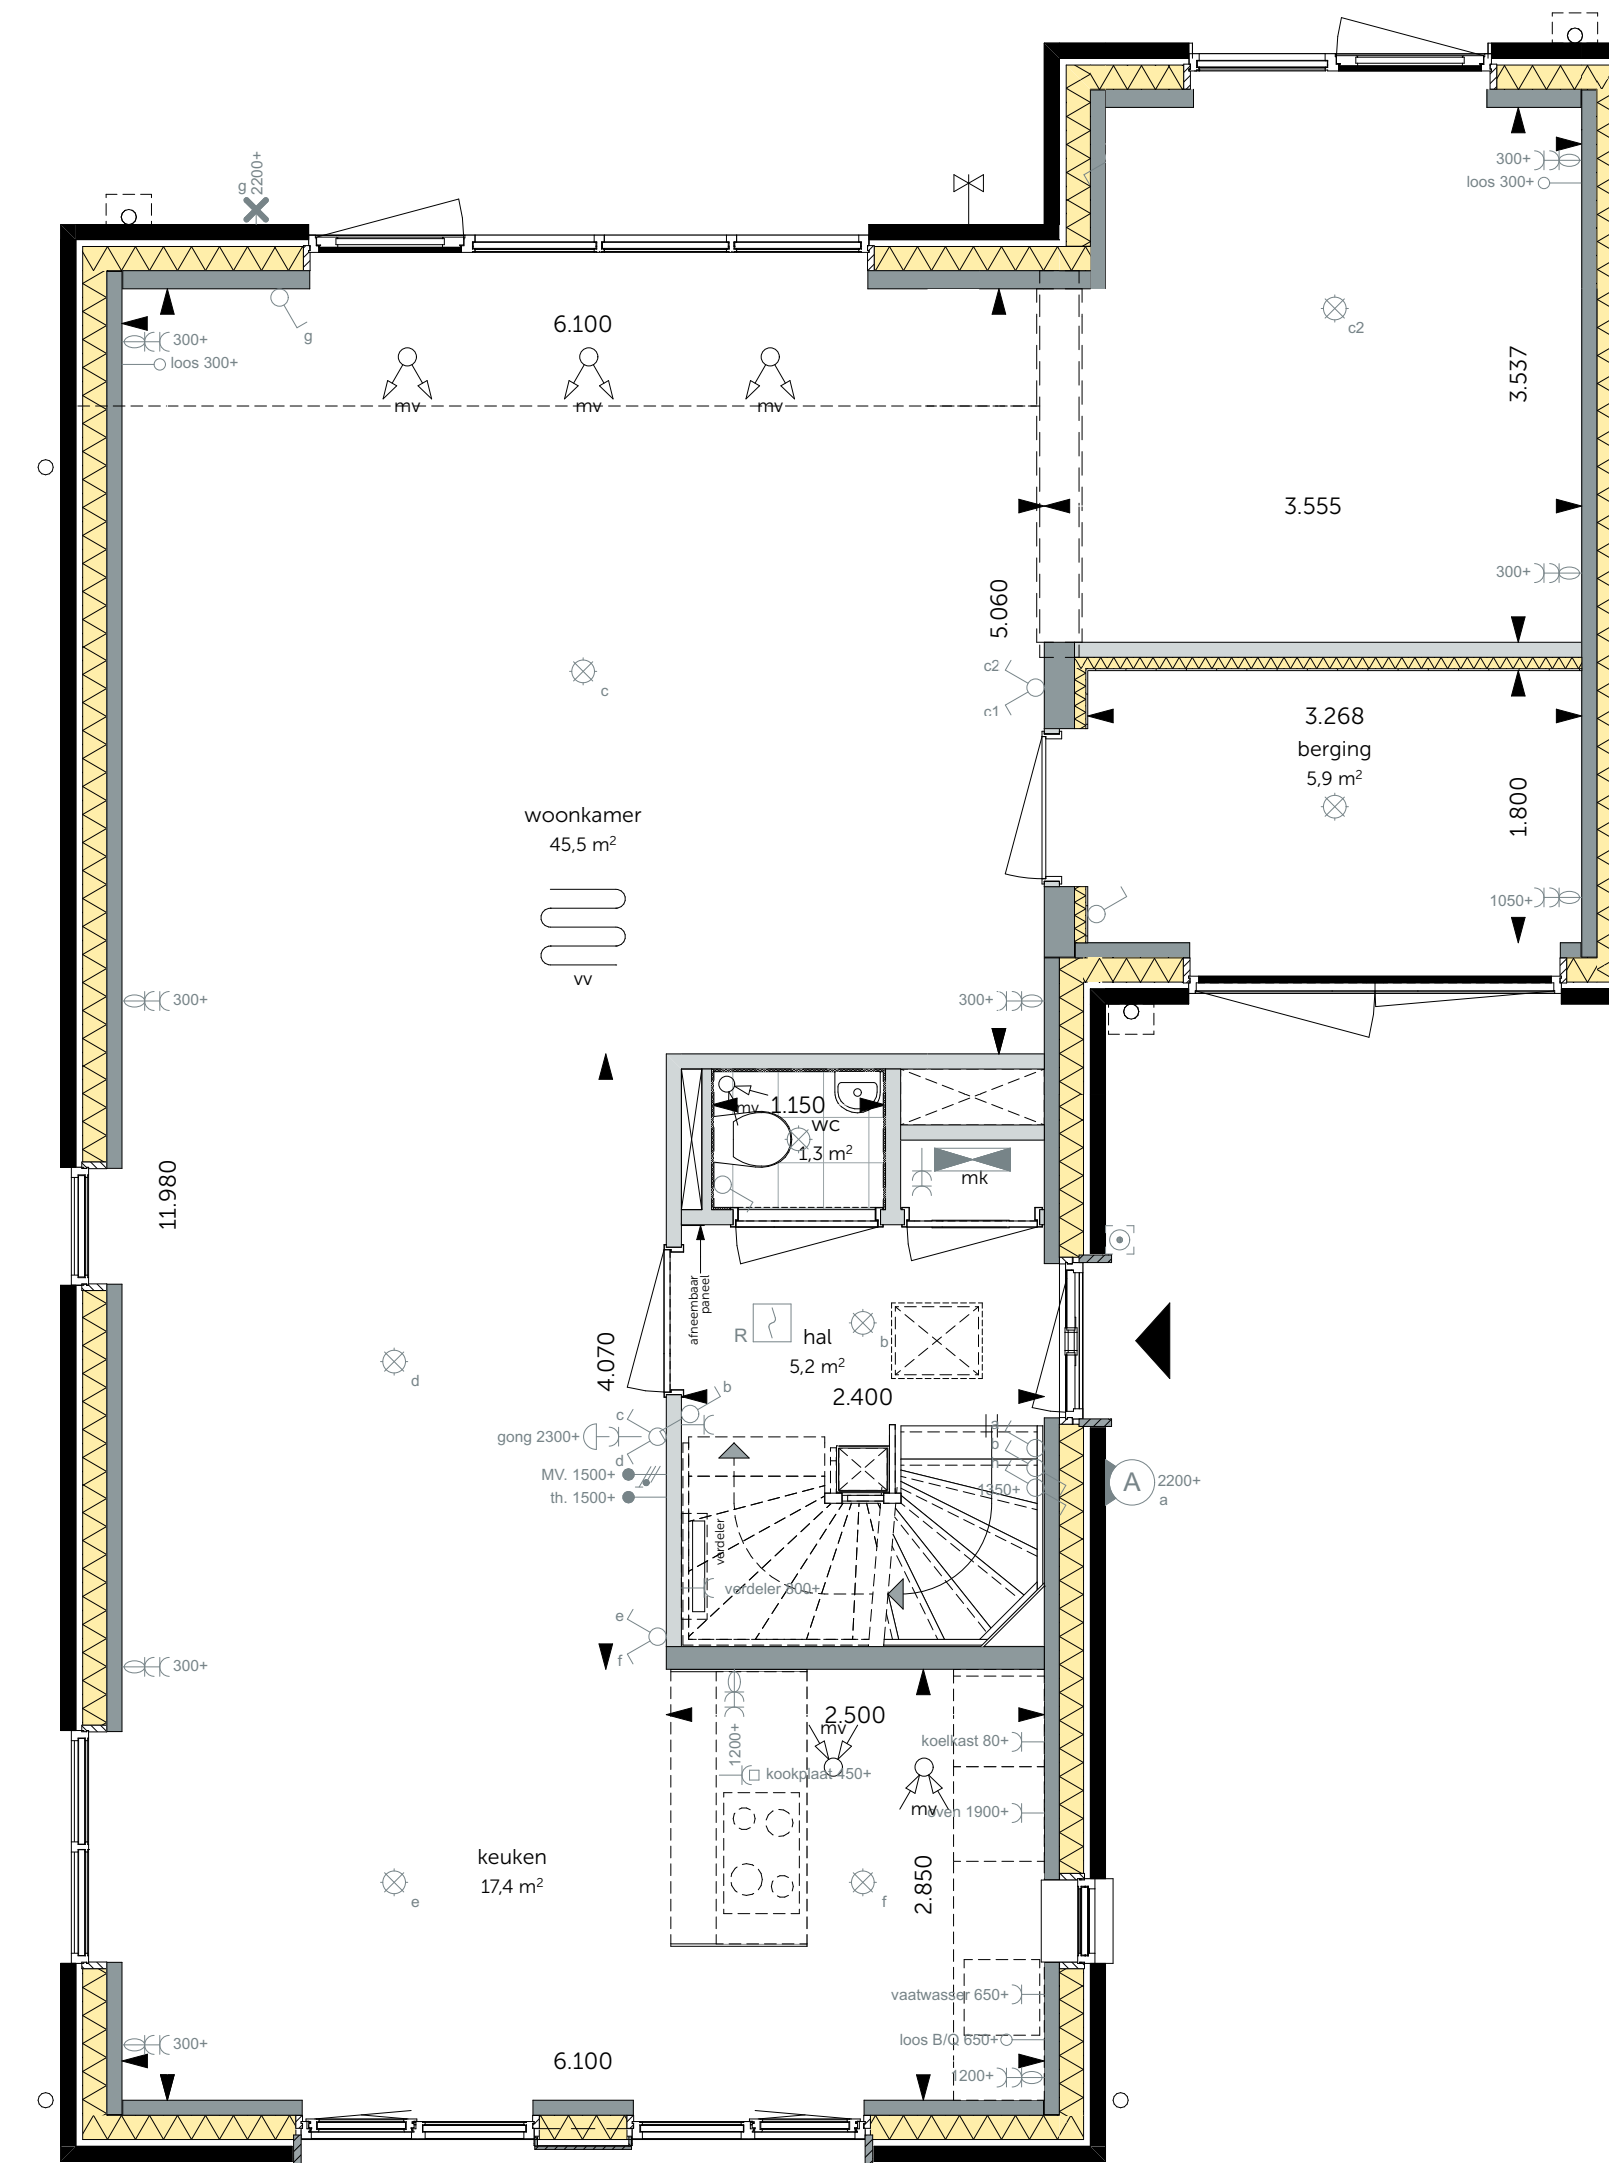 g
2200+
300+
loos 300+
6.100
300+
loos 300+
g
mv
mv
mv
c2
3.537
3.555
300+
5.060
c
c2
c1
3.268
berging
5,9 m²
1.800
woonkamer
45,5 m²
1050+
vv
300+
300+
mv
1.150
wc
1,3 m²
mk
11.980
afneembaar
paneel
R
hal
5,2 m²
b
4.070
2.400
d
b
c
gong 2300+
d
MV. 1500+
th. 1500+
b
1350+
A
2200+
a
verdeler
e
f
300+
2.500
mv
1200+
koelkast 80+
kookplaat 450+
mv
oven 1900+
keuken
17,4 m²
2.850
e
f
vaatwasser 650+
300+
loos B/Q 650+
6.100
1200+